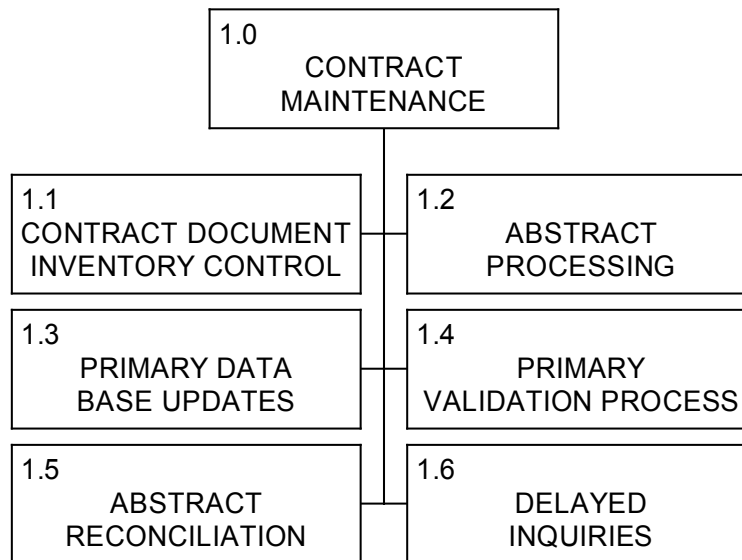 1.0
CONTRACT
MAINTENANCE
1.1
CONTRACT DOCUMENT
INVENTORY CONTROL
1.2
ABSTRACT
PROCESSING
1.3
PRIMARY DATA
BASE UPDATES
1.4
PRIMARY
VALIDATION PROCESS
1.5
ABSTRACT
RECONCILIATION
1.6
DELAYED
INQUIRIES